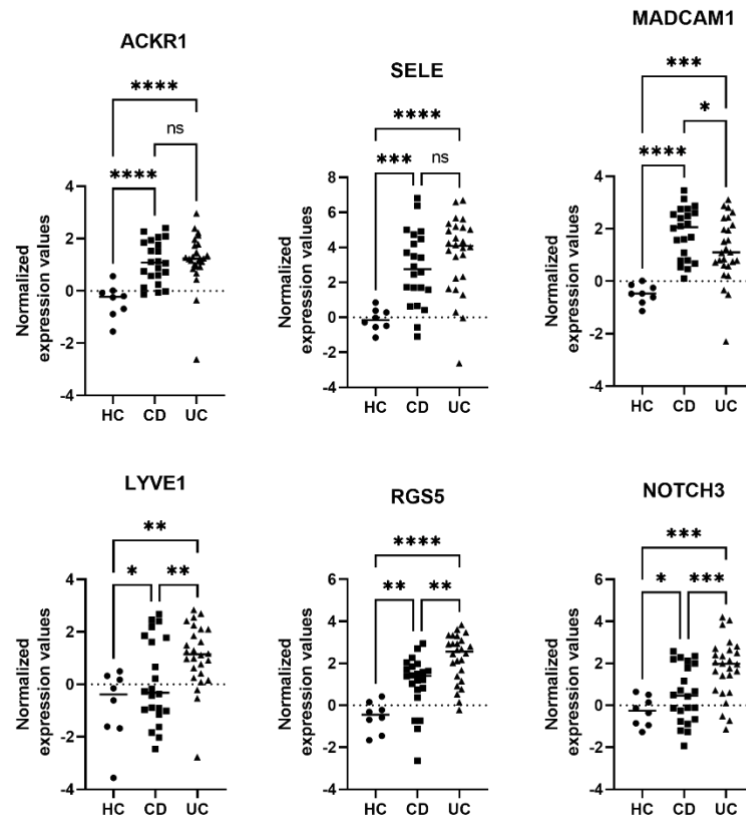 ACKR1
****
ns
****
Normalized
expression values
4
2
0
-2
-4
HC CD UC
SELE
****
*** ns
Normalized
expression values
8
6
4
2
0
-2
-4
HC CD UC
MADCAM1
***
*
****
Normalized
expression values
4
2
0
-2
-4
HC CD UC
LYVE1
**
* **
Normalized
expression values
4
2
0
-2
-4
HC CD UC
RGS5
****
** **
Normalized
expression values
6
4
2
0
-2
-4
HC CD UC
NOTCH3
***
* ***
Normalized
expression values
6
4
2
0
-2
-4
HC CD UC